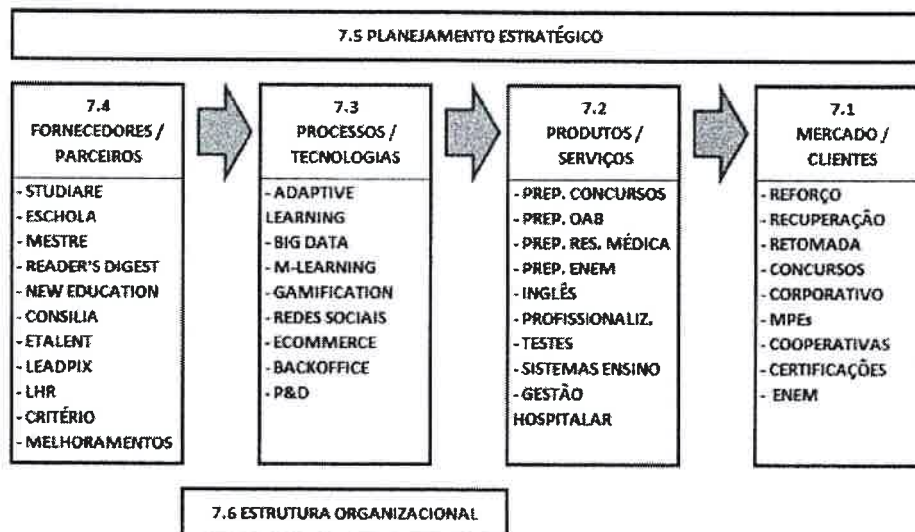 7.5 PLANEJAMENTO ESTRATÉGICO
7.4
FORNECEDORES /
PARCEIROS
- STUDIARE
- ESCHOLA
- MESTRE
- READER'S DIGEST
- NEW EDUCATION
- CONSILIA
- ETALENT
- LEADPIX
- LHR
- CRITÉRIO
- MELHORAMENTOS
7.3
PROCESSOS /
TECNOLOGIAS
- ADAPTIVE
LEARNING
- BIG DATA
- M-LEARNING
- GAMIFICATION
- REDES SOCIAIS
- ECOMMERCE
- BACKOFFICE
- P&D
7.2
PRODUTOS /
SERVIÇOS
- PREP. CONCURSOS
- PREP. OAB
- PREP. RES. MÉDICA
- PREP. ENEM
- INGLÊS
- PROFISSIONALIZ.
- TESTES
- SISTEMAS ENSINO
- GESTÃO
HOSPITALAR
7.1
MERCADO /
CLIENTES
- REFORÇO
- RECUPERAÇÃO
- RETOMADA
- CONCURSOS
- CORPORATIVO
- MPEs
- COOPERATIVAS
- CERTIFICAÇÕES
- ENEM
7.6 ESTRUTURA ORGANIZACIONAL